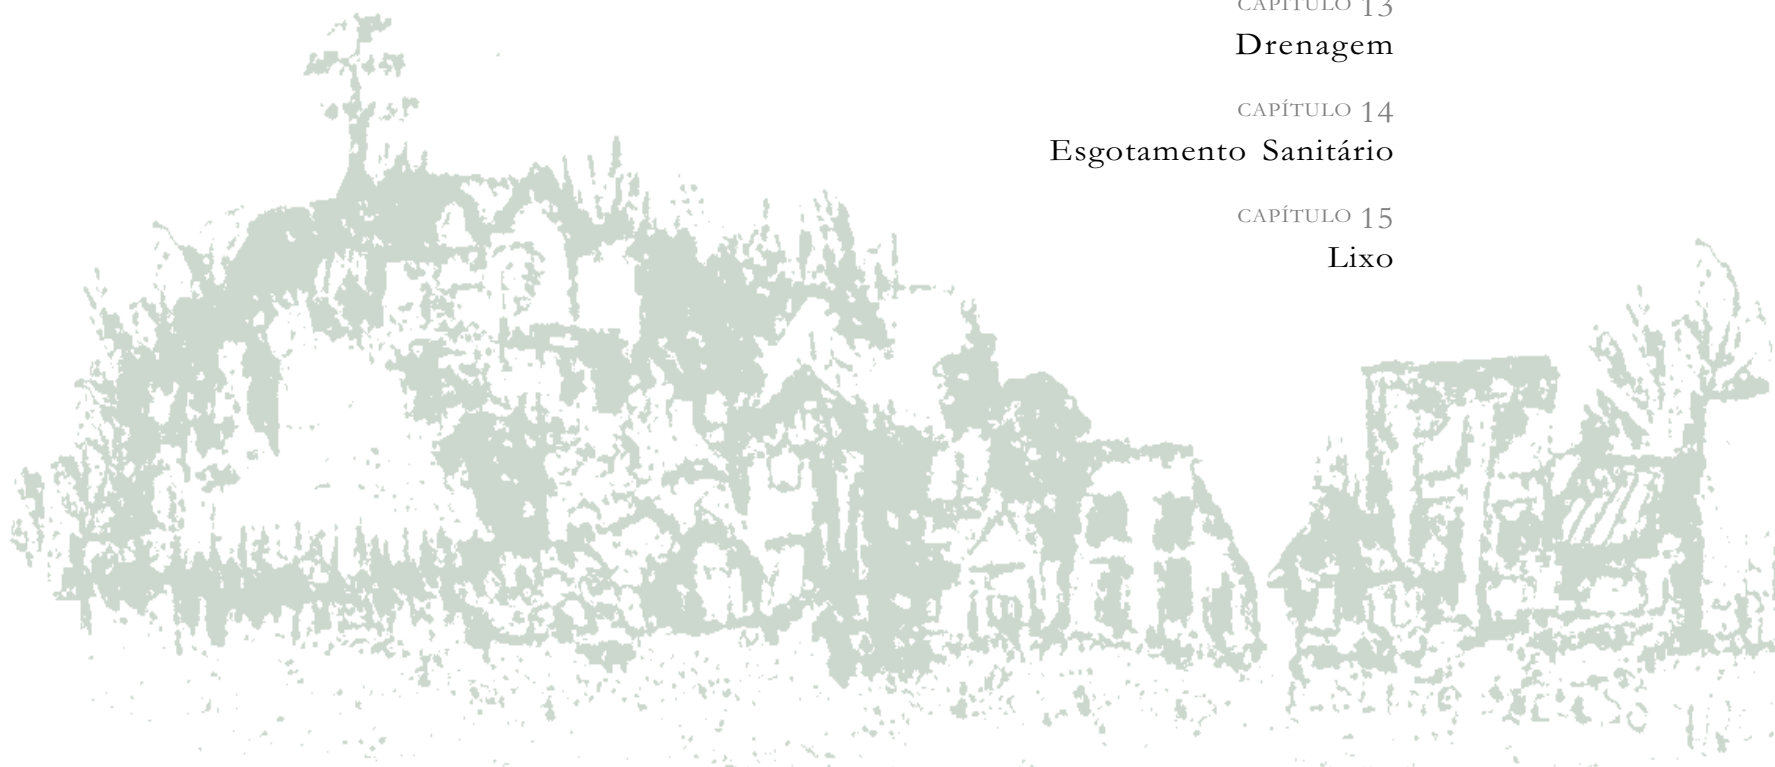 CAPÍTULO 13
Drenagem
CAPÍTULO 14
Esgotamento Sanitário
CAPÍTULO 15
Lixo